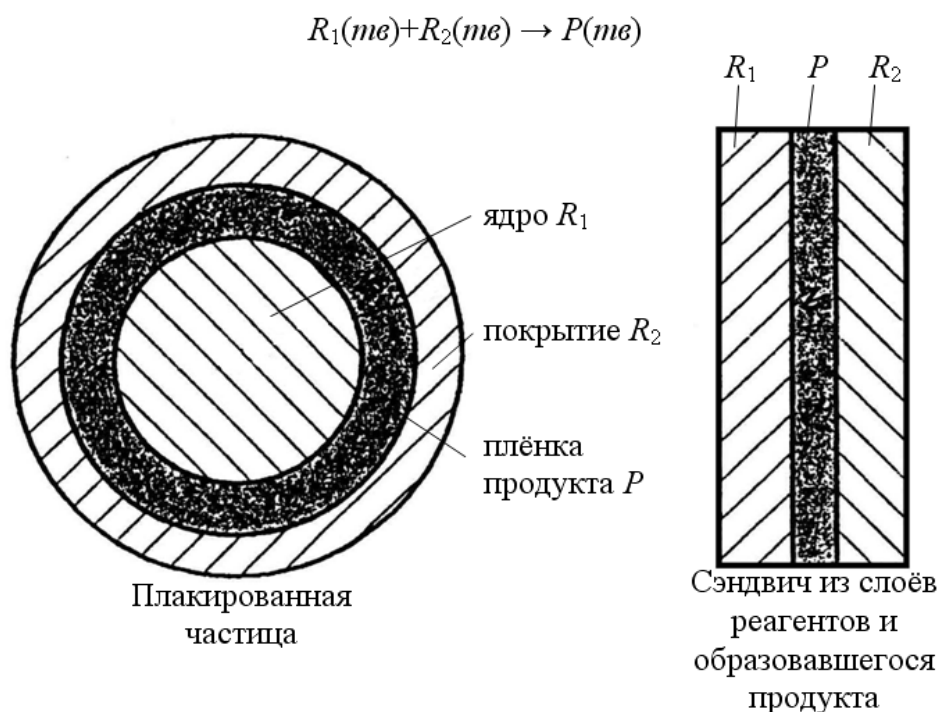 R₁(тв)+R₂(тв) → P(тв)
R₁ P R₂
ядро R₁
покрытие R₂
плёнка
продукта P
Плакированная
частица
Сэндвич из слоёв
реагентов и
образовавшегося
продукта